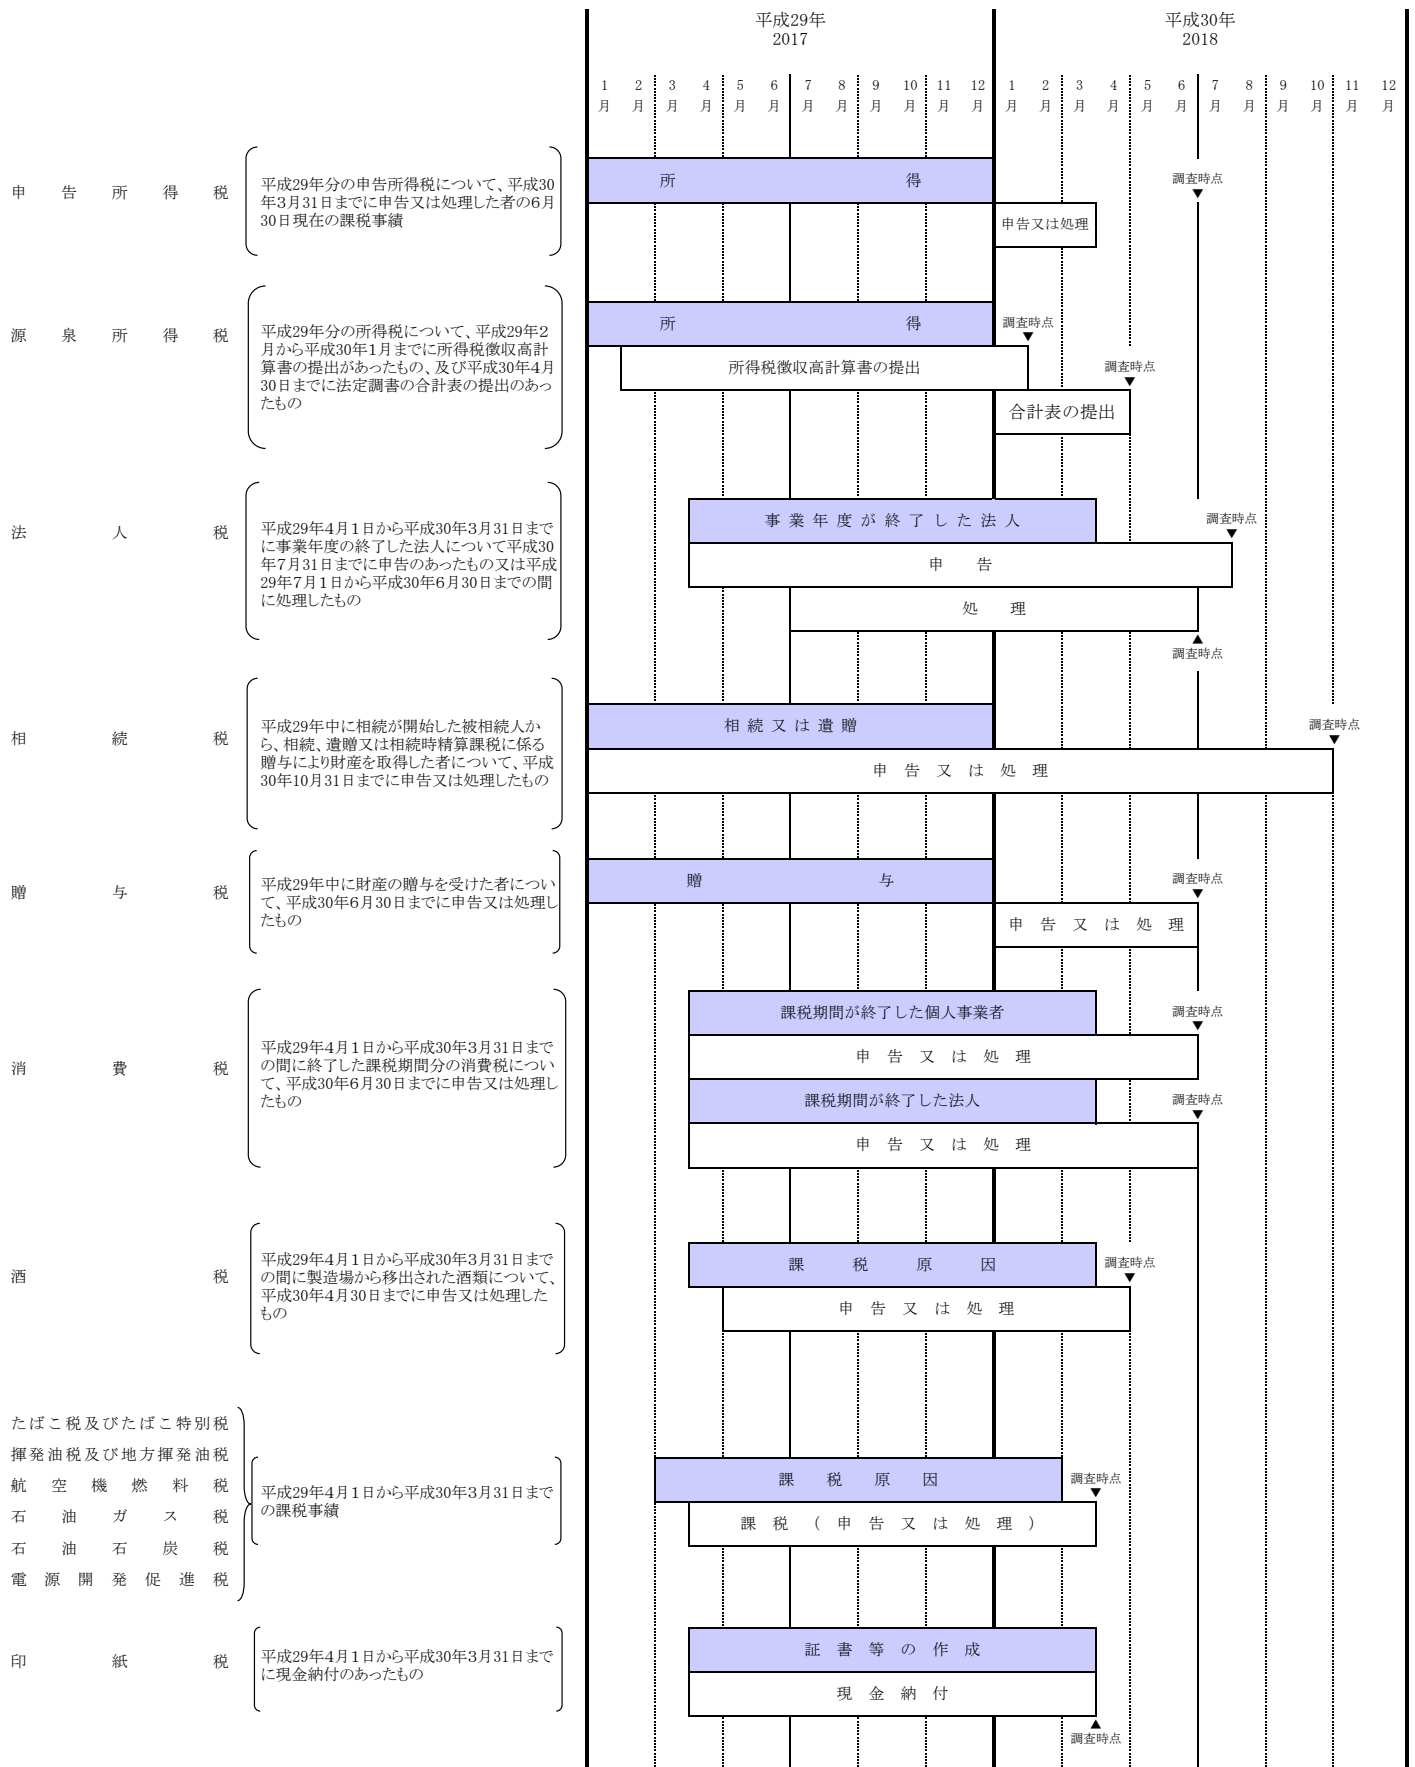 平成29年
2017
平成30年
2018
1 2 3 4 5 6 7 8 9 10 11 12 1 2 3 4 5 6 7 8 9 10 11 12
月 月 月 月 月 月 月 月 月 月 月 月 月 月 月 月 月 月 月 月 月 月 月 月
申告所得税
平成29年分の申告所得税について、平成30
年3月31日までに申告又は処理した者の6月
30日現在の課税事績
所得
調査時点
▼
申告又は処理
源泉所得税
平成29年分の所得税について、平成29年2
月から平成30年1月までに所得税徴収高計
算書の提出があったもの、及び平成30年4月
30日までに法定調書の合計表の提出のあっ
たもの
所得
調査時点
▼
所得税徴収高計算書の提出
調査時点
▼
合計表の提出
法人税
平成29年4月1日から平成30年3月31日まで
に事業年度の終了した法人について平成30
年7月31日までに申告のあったもの又は平成
29年7月1日から平成30年6月30日までの間
に処理したもの
事業年度が終了した法人
調査時点
▼
申告
処理
▲
調査時点
相続税
平成29年中に相続が開始した被相続人か
ら、相続、遺贈又は相続時精算課税に係る
贈与により財産を取得した者について、平成
30年10月31日までに申告又は処理したもの
相続又は遺贈
調査時点
▼
申告又は処理
贈与税
平成29年中に財産の贈与を受けた者につい
て、平成30年6月30日までに申告又は処理し
たもの
贈与
調査時点
▼
申告又は処理
消費税
平成29年4月1日から平成30年3月31日まで
の間に終了した課税期間分の消費税につい
て、平成30年6月30日までに申告又は処理し
たもの
課税期間が終了した個人事業者
調査時点
▼
申告又は処理
課税期間が終了した法人
調査時点
▼
申告又は処理
酒税
平成29年4月1日から平成30年3月31日まで
の間に製造場から移出された酒類について、
平成30年4月30日までに申告又は処理した
もの
課税原因
調査時点
▼
申告又は処理
たばこ税及びたばこ特別税
揮発油税及び地方揮発油税
航空機燃料税
石油ガス税
石油石炭税
電源開発促進税
平成29年4月1日から平成30年3月31日まで
の課税事績
課税原因
調査時点
▼
課税(申告又は処理)
印紙税
平成29年4月1日から平成30年3月31日まで
に現金納付のあったもの
証書等の作成
現金納付
▲
調査時点